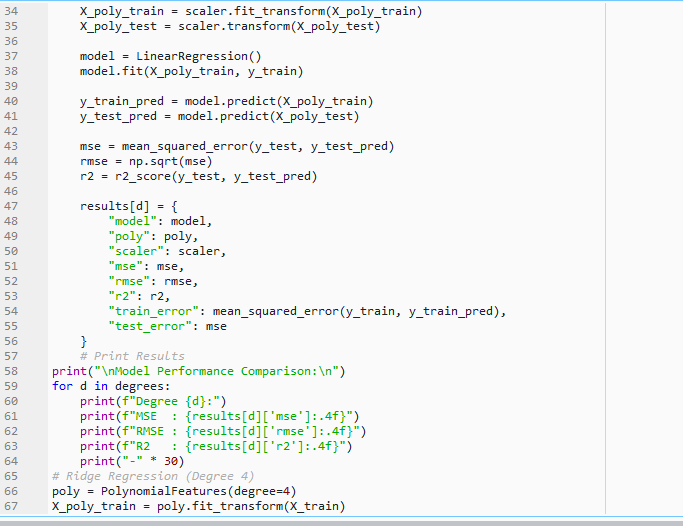 34 X_poly_train = scaler.fit_transform(X_poly_train)
35 X_poly_test = scaler.transform(X_poly_test)
36
37 model = LinearRegression()
38 model.fit(X_poly_train, y_train)
39
40 y_train_pred = model.predict(X_poly_train)
41 y_test_pred = model.predict(X_poly_test)
42
43 mse = mean_squared_error(y_test, y_test_pred)
44 rmse = np.sqrt(mse)
45 r2 = r2_score(y_test, y_test_pred)
46
47 results[d] = {
48 "model": model,
49 "poly": poly,
50 "scaler": scaler,
51 "mse": mse,
52 "rmse": rmse,
53 "r2": r2,
54 "train_error": mean_squared_error(y_train, y_train_pred),
55 "test_error": mse
56 }
57 # Print Results
58 print("\nModel Performance Comparison:\n")
59 for d in degrees:
60 print(f"Degree {d}:")
61 print(f"MSE  : {results[d]['mse']:.4f}")
62 print(f"RMSE : {results[d]['rmse']:.4f}")
63 print(f"R2   : {results[d]['r2']:.4f}")
64 print("-" * 30)
65 # Ridge Regression (Degree 4)
66 poly = PolynomialFeatures(degree=4)
67 X_poly_train = poly.fit_transform(X_train)